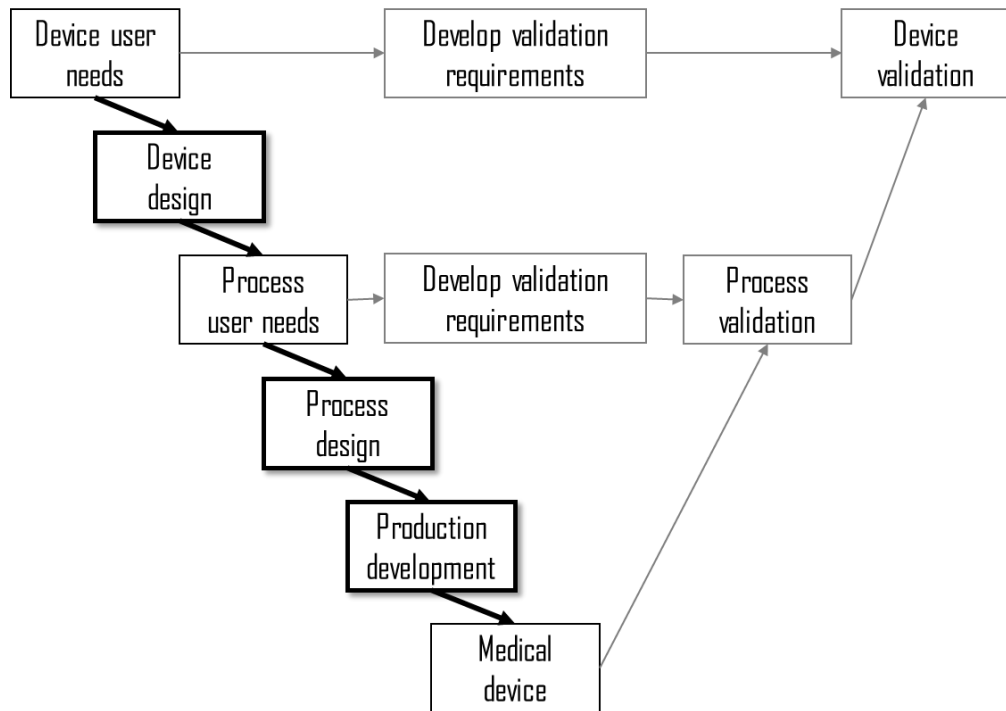 Device user
needs
Develop validation
requirements
Device
validation
Device
design
Process
user needs
Develop validation
requirements
Process
validation
Process
design
Production
development
Medical
device